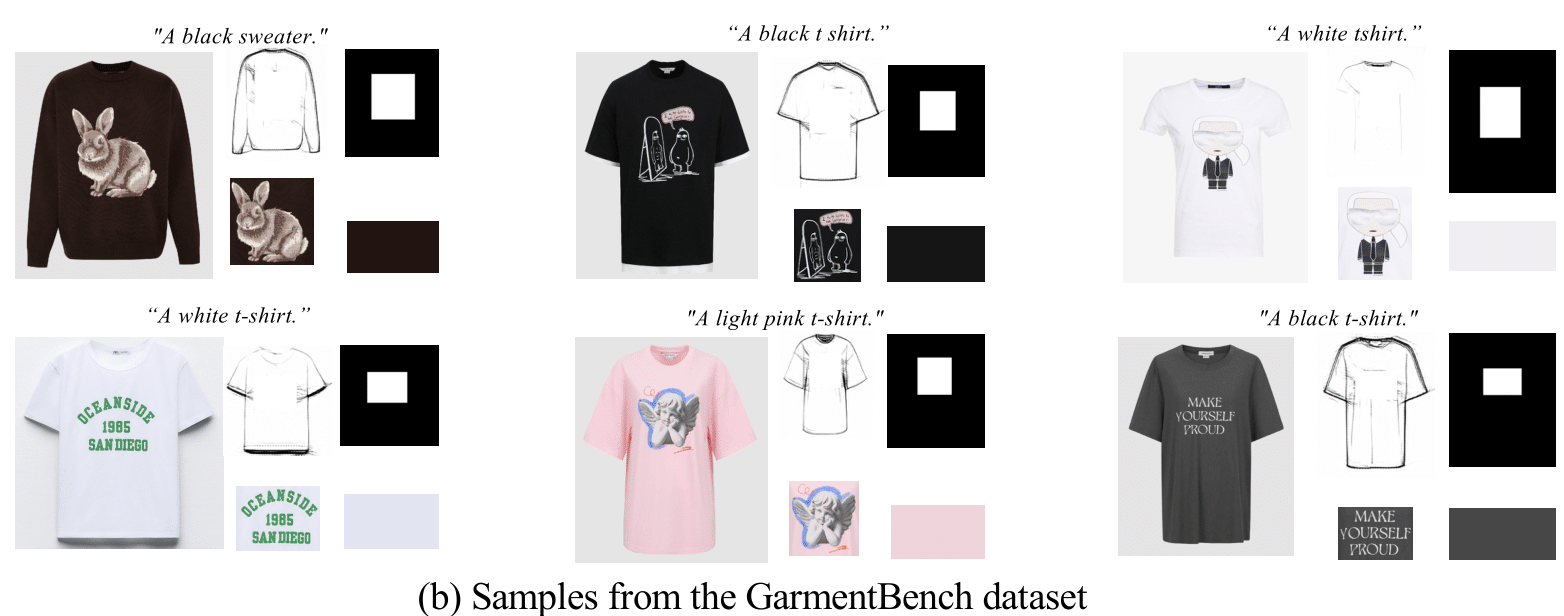 "A black sweater."
“A black t shirt.”
“A white tshirt.”
“A white t-shirt.”
OCEANSIDE
1985
SAN DIEGO
OCEANSIDE
1985
SAN DIEGO
"A light pink t-shirt."
"A black t-shirt."
MAKE
YOURSELF
PROUD
MAKE
YOURSELF
PROUD
(b) Samples from the GarmentBench dataset